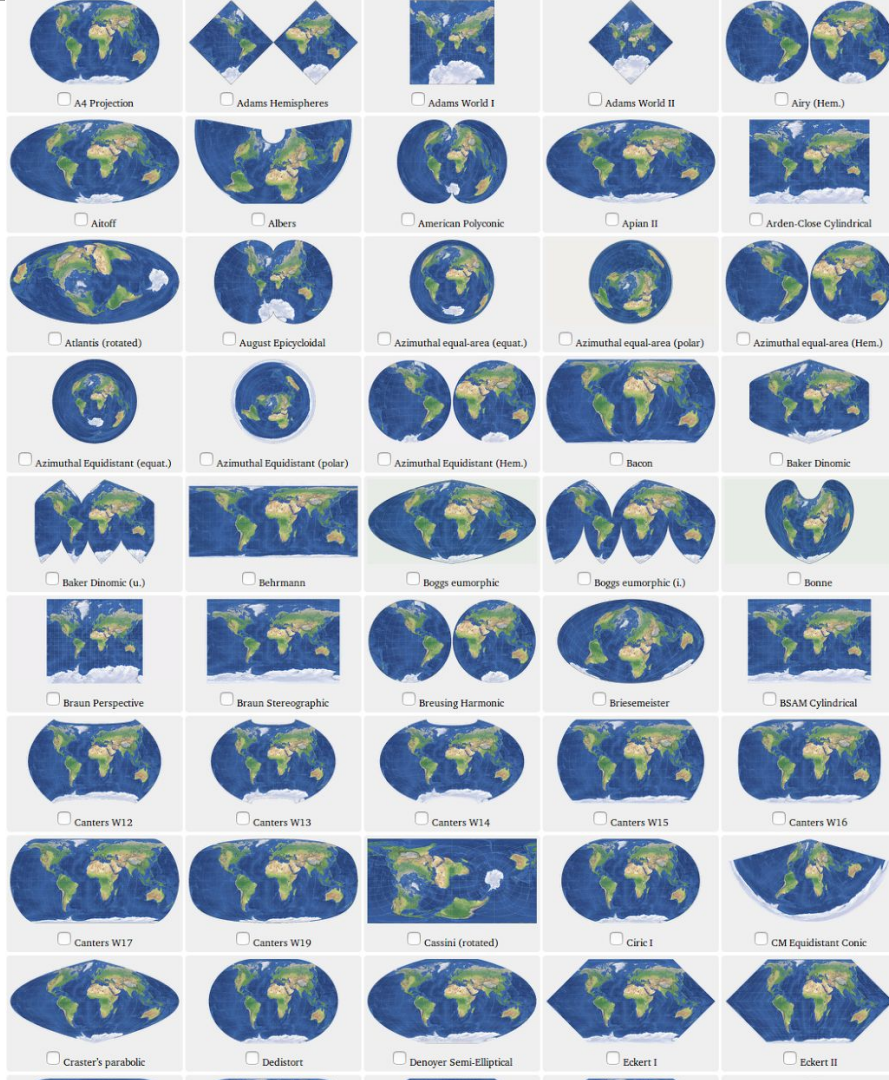 A4 Projection
Adams Hemispheres
Adams World I
Adams World II
Airy (Hem.)
Aitoff
Albers
American Polyconic
Apian II
Arden-Close Cylindrical
Atlantis (rotated)
August Epicycloidal
Azimuthal equal-area (equat.)
Azimuthal equal-area (polar)
Azimuthal equal-area (Hem.)
Azimuthal Equidistant (equat.)
Azimuthal Equidistant (polar)
Azimuthal Equidistant (Hem.)
Bacon
Baker Dinomic
Baker Dinomic (u.)
Behrmann
Boggs eumorphic
Boggs eumorphic (i.)
Bonne
Braun Perspective
Braun Stereographic
Breusing Harmonic
Briesemeister
BSAM Cylindrical
Canters W12
Canters W13
Canters W14
Canters W15
Canters W16
Canters W17
Canters W19
Cassini (rotated)
Ciric I
CM Equidistant Conic
Craster's parabolic
Dedistort
Denoyer Semi-Elliptical
Eckert I
Eckert II